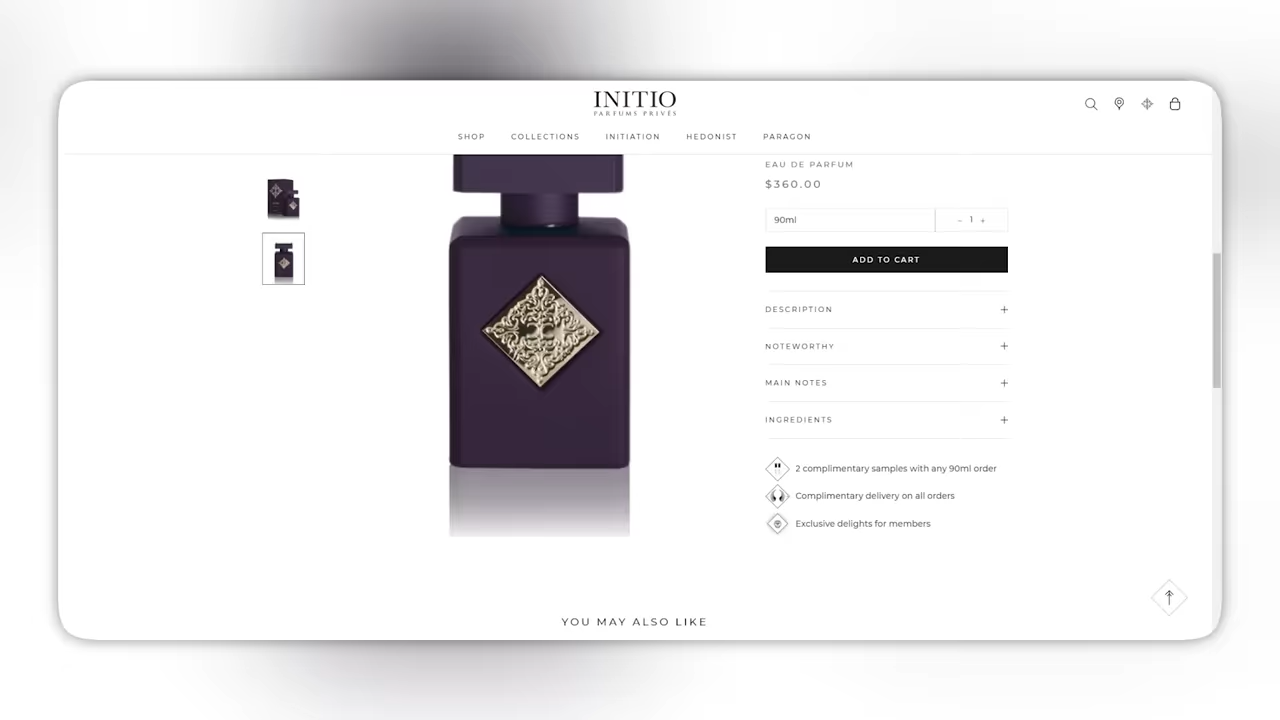 INITIO
PARFUMS PRIVÉS
SHOP COLLECTIONS INITIATION HEDONIST PARAGON
EAU DE PARFUM
$360.00
90ml - 1 +
ADD TO CART
DESCRIPTION +
NOTEWORTHY +
MAIN NOTES +
INGREDIENTS +
2 complimentary samples with any 90ml order
Complimentary delivery on all orders
Exclusive delights for members
YOU MAY ALSO LIKE